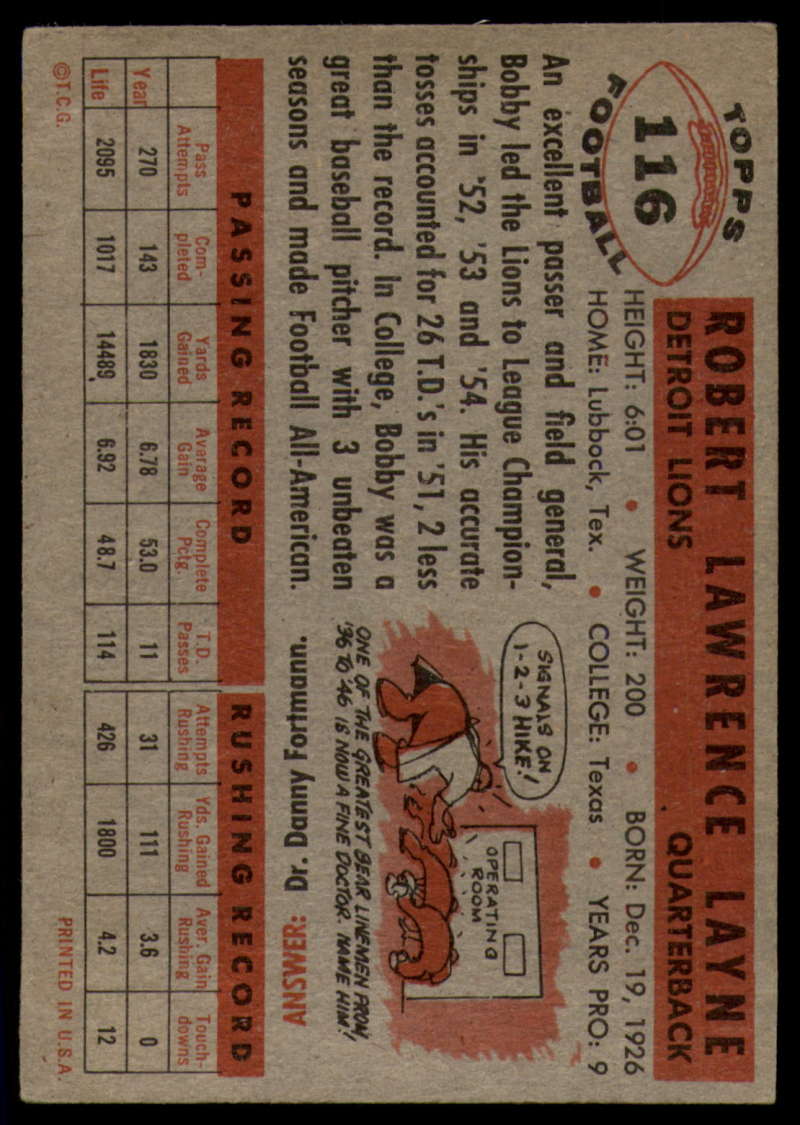 TOPPS
116
FOOTBALL
ROBERT LAWRENCE LAYNE
DETROIT LIONS QUARTERBACK
HEIGHT: 6:01 • WEIGHT: 200 • BORN: Dec. 19, 1926
HOME: Lubbock, Tex. • COLLEGE: Texas • YEARS PRO: 9
An excellent passer and field general,
Bobby led the Lions to League Champion-
ships in '52, '53 and '54. His accurate
tosses accounted for 26 T.D.'s in '51, 2 less
than the record. In College, Bobby was a
great baseball pitcher with 3 unbeaten
seasons and made Football All-American.
SIGNALS ON
1-2-3 HIKE!
OPERATING
ROOM
ONE OF THE GREATEST BEAR LINEMEN FROM
'36 TO '46 IS NOW A FINE DOCTOR. NAME HIM!
ANSWER: Dr. Danny Fortmann.
PASSING RECORD RUSHING RECORD
Pass Attempts Com-pleted Yards Gained Average Gain Complete Pctg. T.D. Passes Attempts Rushing Yds. Gained Rushing Aver. Gain Rushing Touch-downs
Year 270 143 1830 6.78 53.0 11 31 111 3.6 0
Life 2095 1017 14489 6.92 48.7 114 426 1800 4.2 12
©T.C.G. PRINTED IN U.S.A.